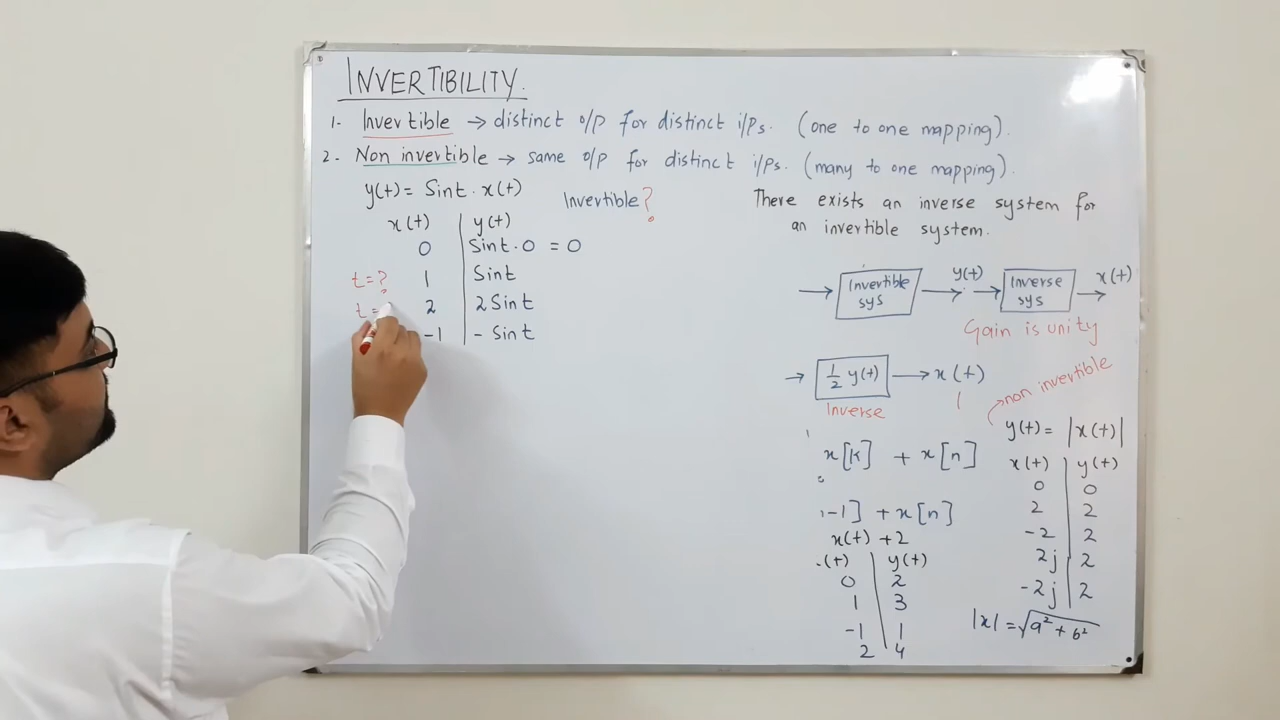 INVERTIBILITY.
1- Invertible → distinct o/p for distinct i/ps. (one to one mapping).
2- Non invertible → same o/p for distinct i/ps. (many to one mapping).
y(t) = Sint · x(t)
Invertible?
x(t) | y(t)
0 | Sint·0 = 0
t=? 1 | Sint
t= 2 | 2 Sint
-1 | - Sint
There exists an inverse system for
an invertible system.
→ Invertible sys → y(t) → Inverse sys → x(t)
Gain is unity
→ 1/2 y(t) → x(t)
Inverse
x[k] + x[n]
-1] + x[n]
x(t) +2
(t) | y(t)
0 | 2
1 | 3
-1 | 1
2 | 4
non invertible
y(t) = |x(t)|
x(t) | y(t)
0 | 0
2 | 2
-2 | 2
2j | 2
-2j | 2
|x| = √a² + b²